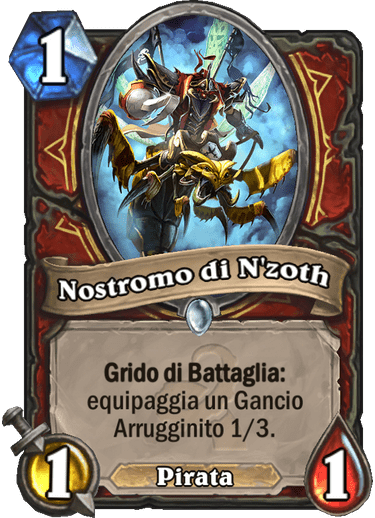 1
Nostromo di N'zoth
Grido di Battaglia:
equipaggia un Gancio
Arrugginito 1/3.
1
Pirata
1